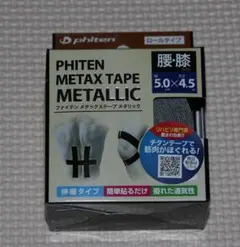 phiten
ロールタイプ
PHITEN
METAX TAPE
METALLIC
ファイテン メタックステープ メタリック
腰・膝
5.0×4.5
チタンテープで
筋肉がほぐれる!
伸縮タイプ
簡単貼るだけ
優れた通気性